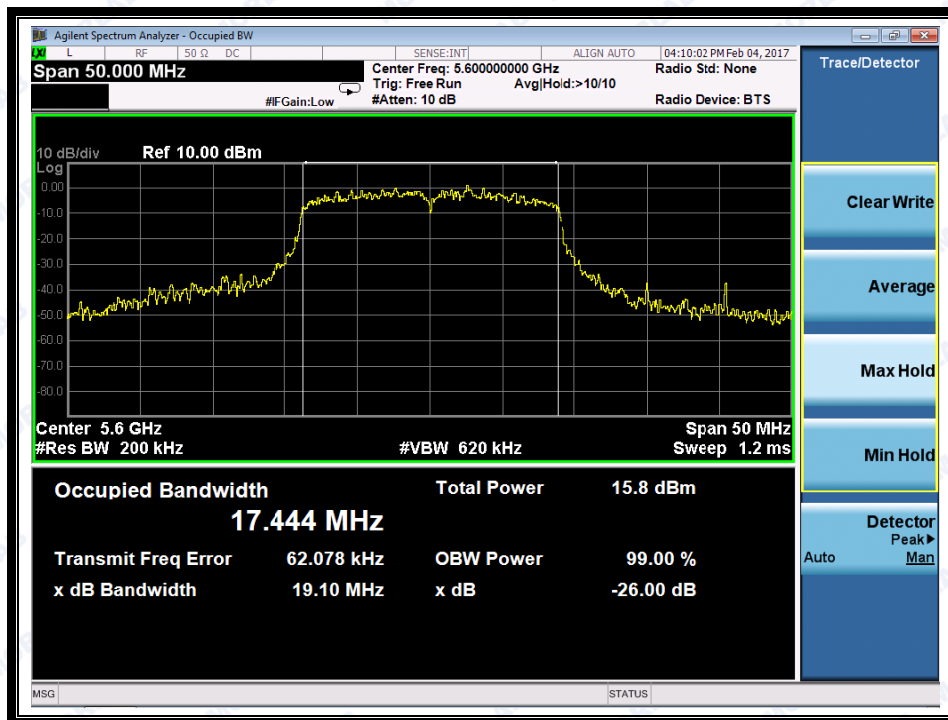 Agilent Spectrum Analyzer - Occupied BW
LXI L RF 50 Ω DC SENSE:INT ALIGN AUTO 04:10:02 PM Feb 04, 2017
Span 50.000 MHz
Center Freq: 5.600000000 GHz
Radio Std: None
Trig: Free Run Avg|Hold:>10/10
#IFGain:Low #Atten: 10 dB
Radio Device: BTS
10 dB/div Ref 10.00 dBm
Log
0.00
-10.0
-20.0
-30.0
-40.0
-50.0
-60.0
-70.0
-80.0
Center 5.6 GHz Span 50 MHz
#Res BW 200 kHz #VBW 620 kHz Sweep 1.2 ms
Occupied Bandwidth Total Power 15.8 dBm
17.444 MHz
Transmit Freq Error 62.078 kHz OBW Power 99.00 %
x dB Bandwidth 19.10 MHz x dB -26.00 dB
MSG STATUS
Trace/Detector
Clear Write
Average
Max Hold
Min Hold
Detector
Peak▶
Auto Man